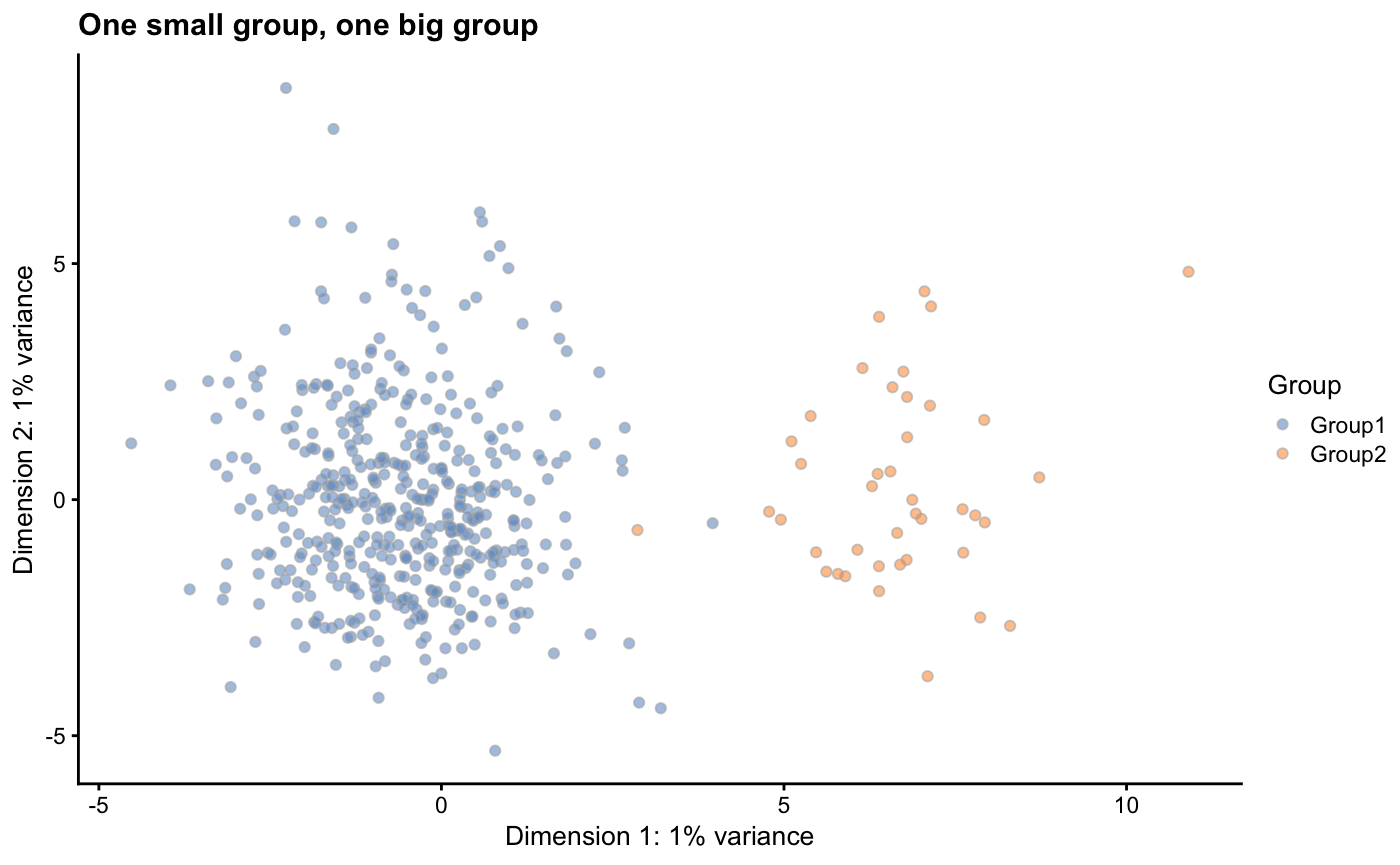 One small group, one big group
Dimension 2: 1% variance
5
0
-5
-5
0
5
10
Dimension 1: 1% variance
Group
Group1
Group2